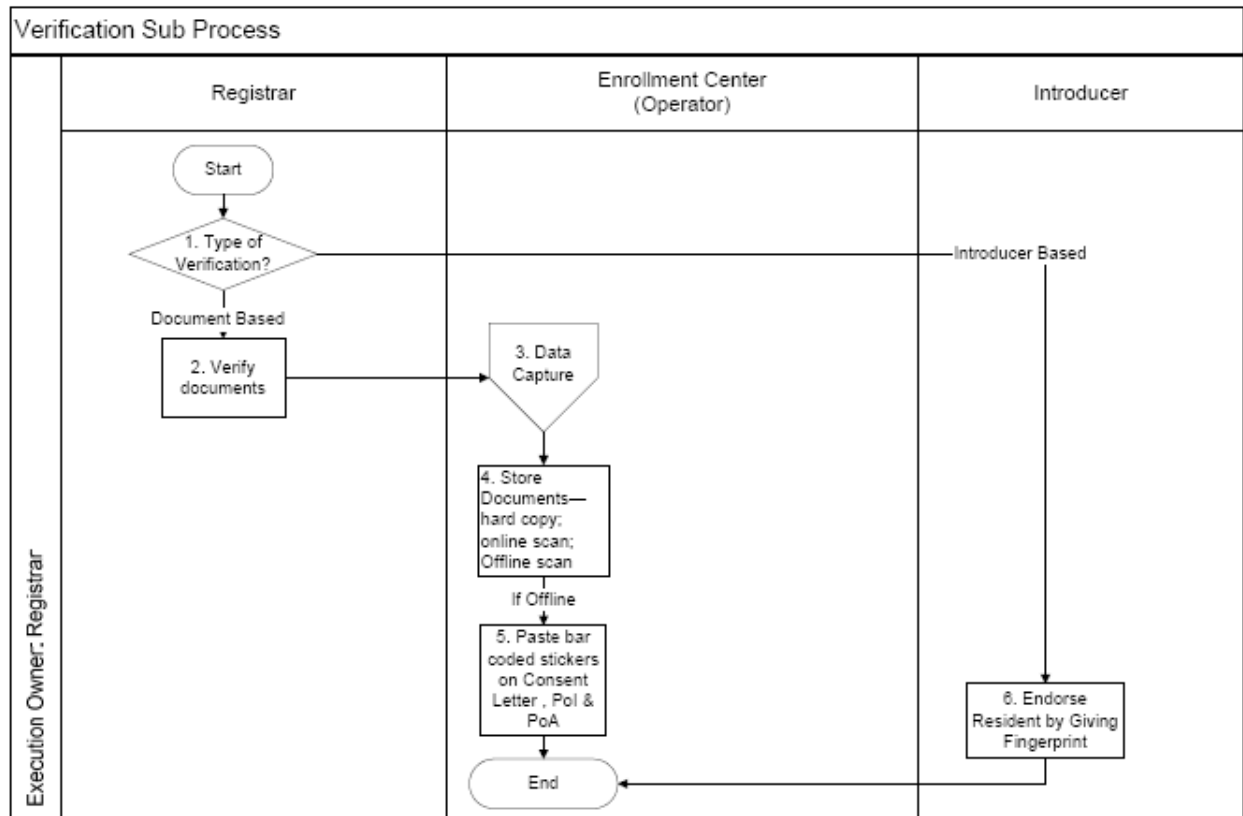 Verification Sub Process
Execution Owner: Registrar
Registrar
Enrollment Center
(Operator)
Introducer
Start
1. Type of
Verification?
Introducer Based
Document Based
2. Verify
documents
3. Data
Capture
4. Store
Documents—
hard copy;
online scan;
Offline scan
If Offline
5. Paste bar
coded stickers
on Consent
Letter , PoI &
PoA
6. Endorse
Resident by Giving
Fingerprint
End